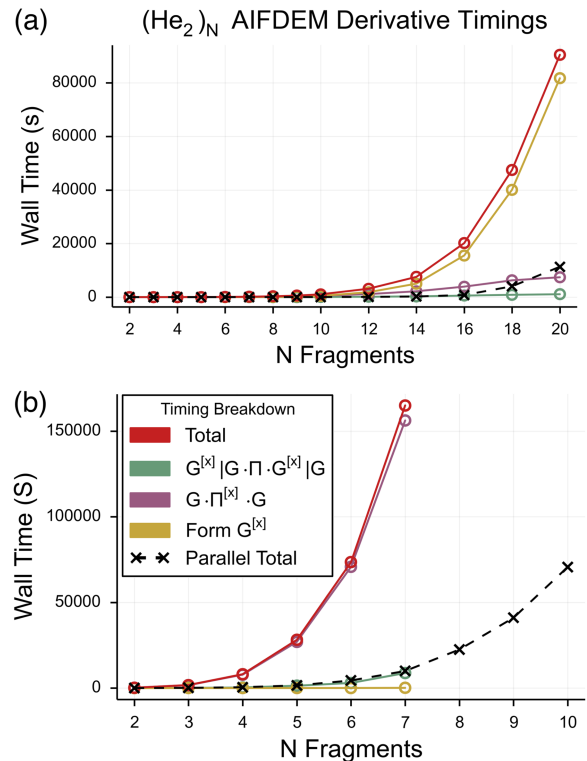 (a)
(He₂)N AIFDEM Derivative Timings
Wall Time (s)
80000
60000
40000
20000
0
2 4 6 8 10 12 14 16 18 20
N Fragments
(b)
Wall Time (S)
150000
100000
50000
0
Timing Breakdown
Total
G[x] |G · Π · G[x] |G
G · Π[x] · G
Form G[x]
Parallel Total
2 3 4 5 6 7 8 9 10
N Fragments